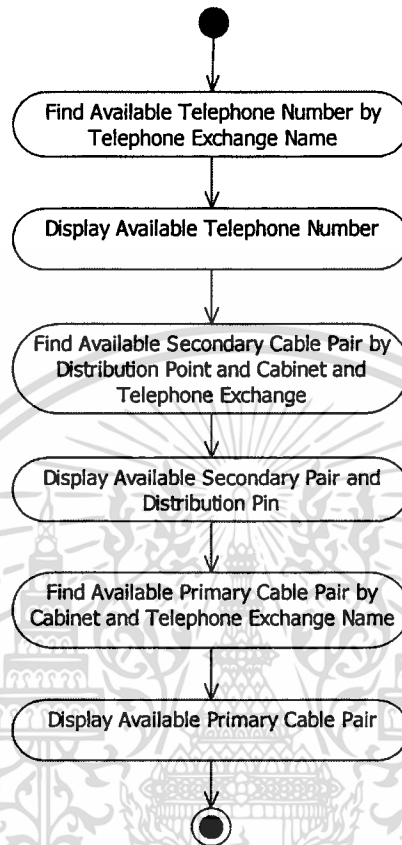 Find Available Telephone Number by
Telephone Exchange Name
Display Available Telephone Number
Find Available Secondary Cable Pair by
Distribution Point and Cabinet and
Telephone Exchange
Display Available Secondary Pair and
Distribution Pin
Find Available Primary Cable Pair by
Cabinet and Telephone Exchange Name
Display Available Primary Cable Pair